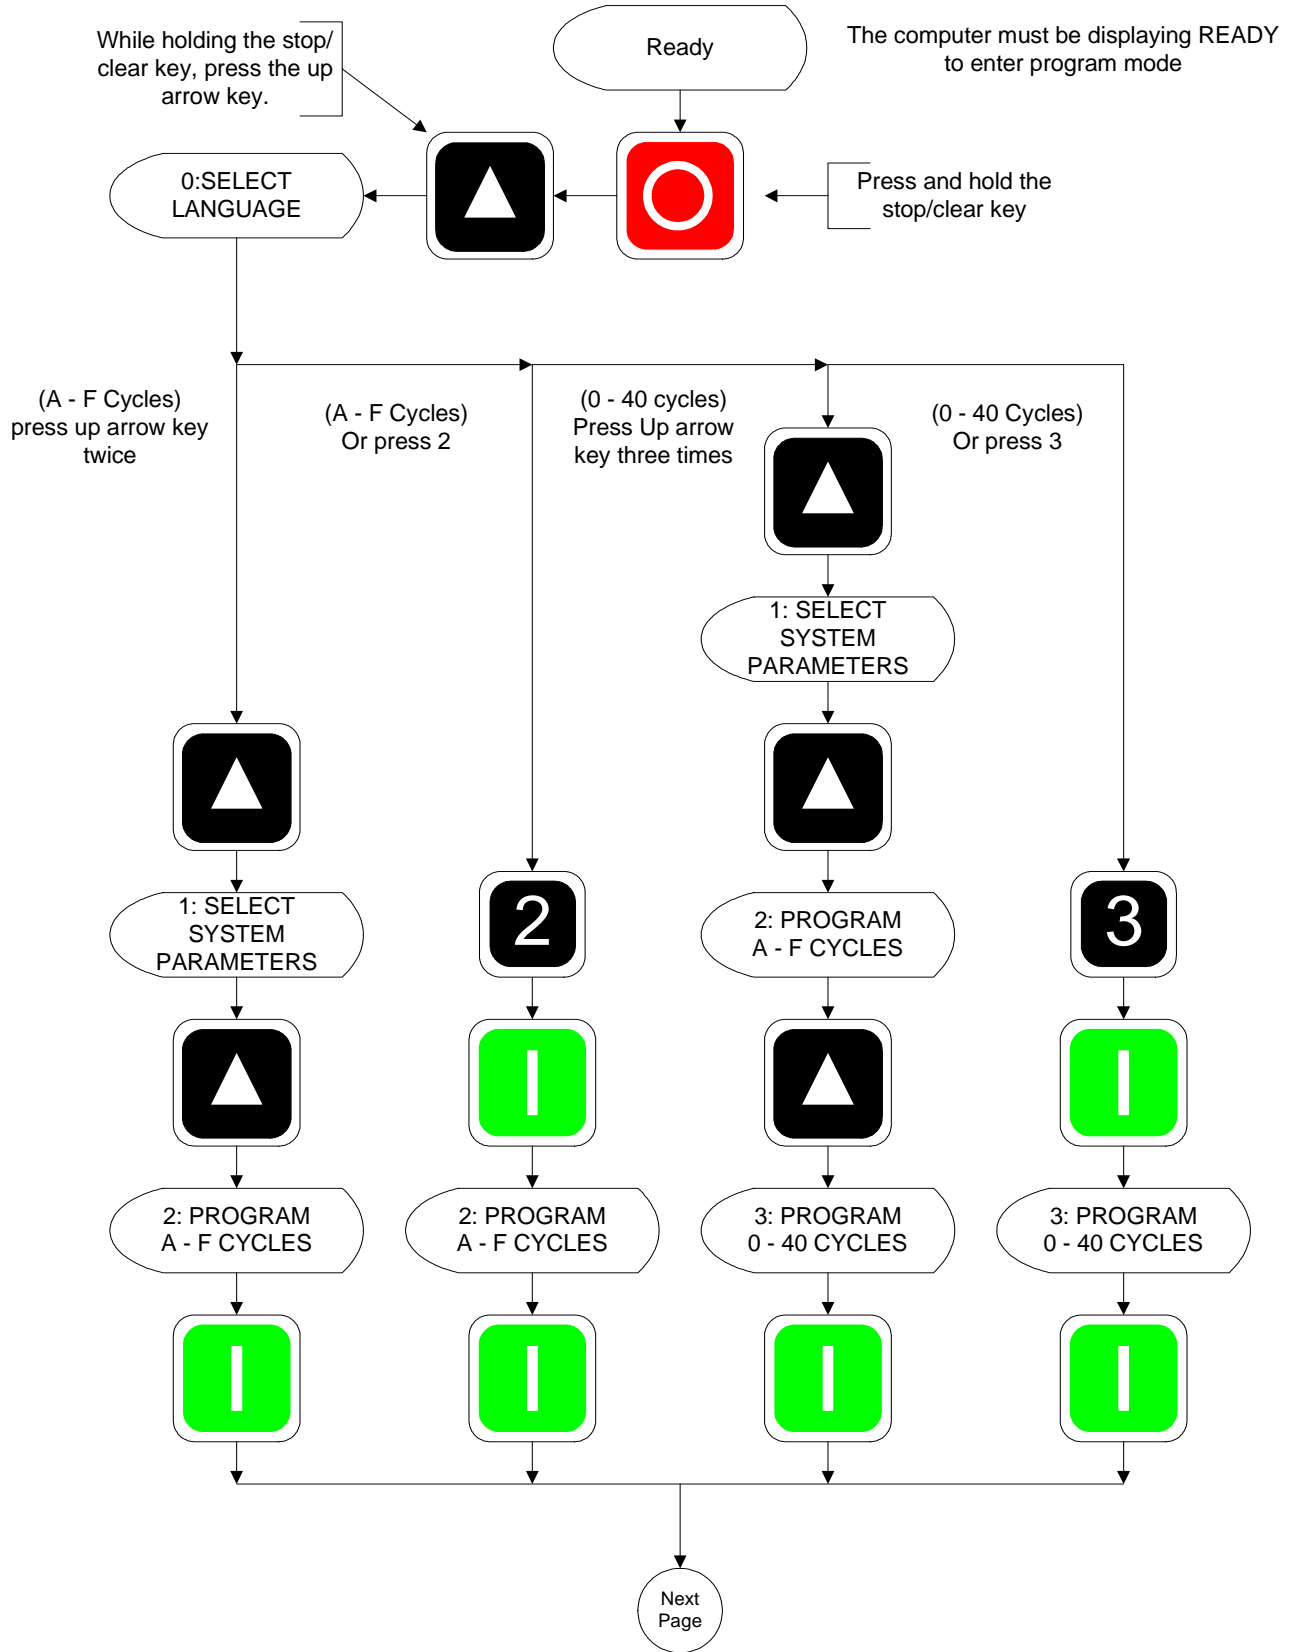 While holding the stop/
clear key, press the up
arrow key.
Ready
The computer must be displaying READY
to enter program mode
0:SELECT
LANGUAGE
Press and hold the
stop/clear key
(A - F Cycles)
press up arrow key
twice
(A - F Cycles)
Or press 2
(0 - 40 cycles)
Press Up arrow
key three times
(0 - 40 Cycles)
Or press 3
1: SELECT
SYSTEM
PARAMETERS
1: SELECT
SYSTEM
PARAMETERS
2
2: PROGRAM
A - F CYCLES
3
2: PROGRAM
A - F CYCLES
2: PROGRAM
A - F CYCLES
3: PROGRAM
0 - 40 CYCLES
3: PROGRAM
0 - 40 CYCLES
Next
Page